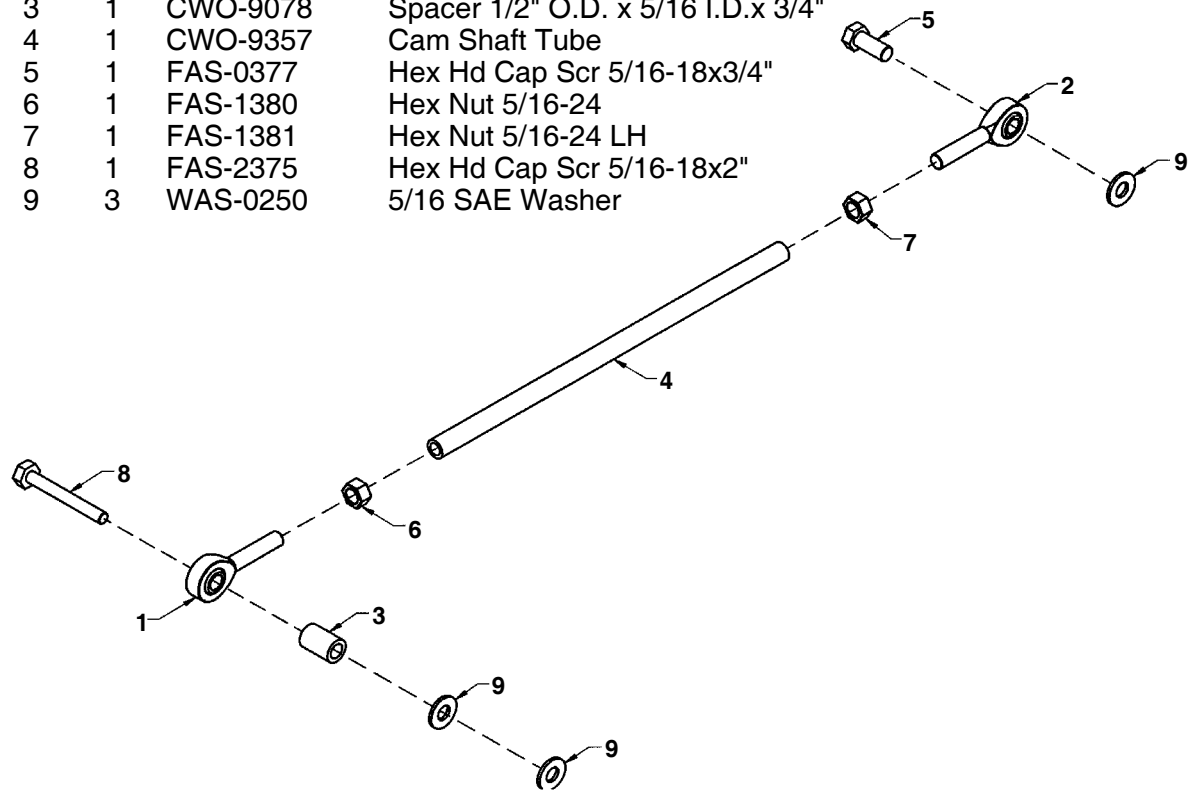 3 1 CWO-9078 Spacer 1/2" O.D. x 5/16 I.D.x 3/4"
4 1 CWO-9357 Cam Shaft Tube
5 1 FAS-0377 Hex Hd Cap Scr 5/16-18x3/4"
6 1 FAS-1380 Hex Nut 5/16-24
7 1 FAS-1381 Hex Nut 5/16-24 LH
8 1 FAS-2375 Hex Hd Cap Scr 5/16-18x2"
9 3 WAS-0250 5/16 SAE Washer
5
2
9
7
4
8
6
1
3
9
9